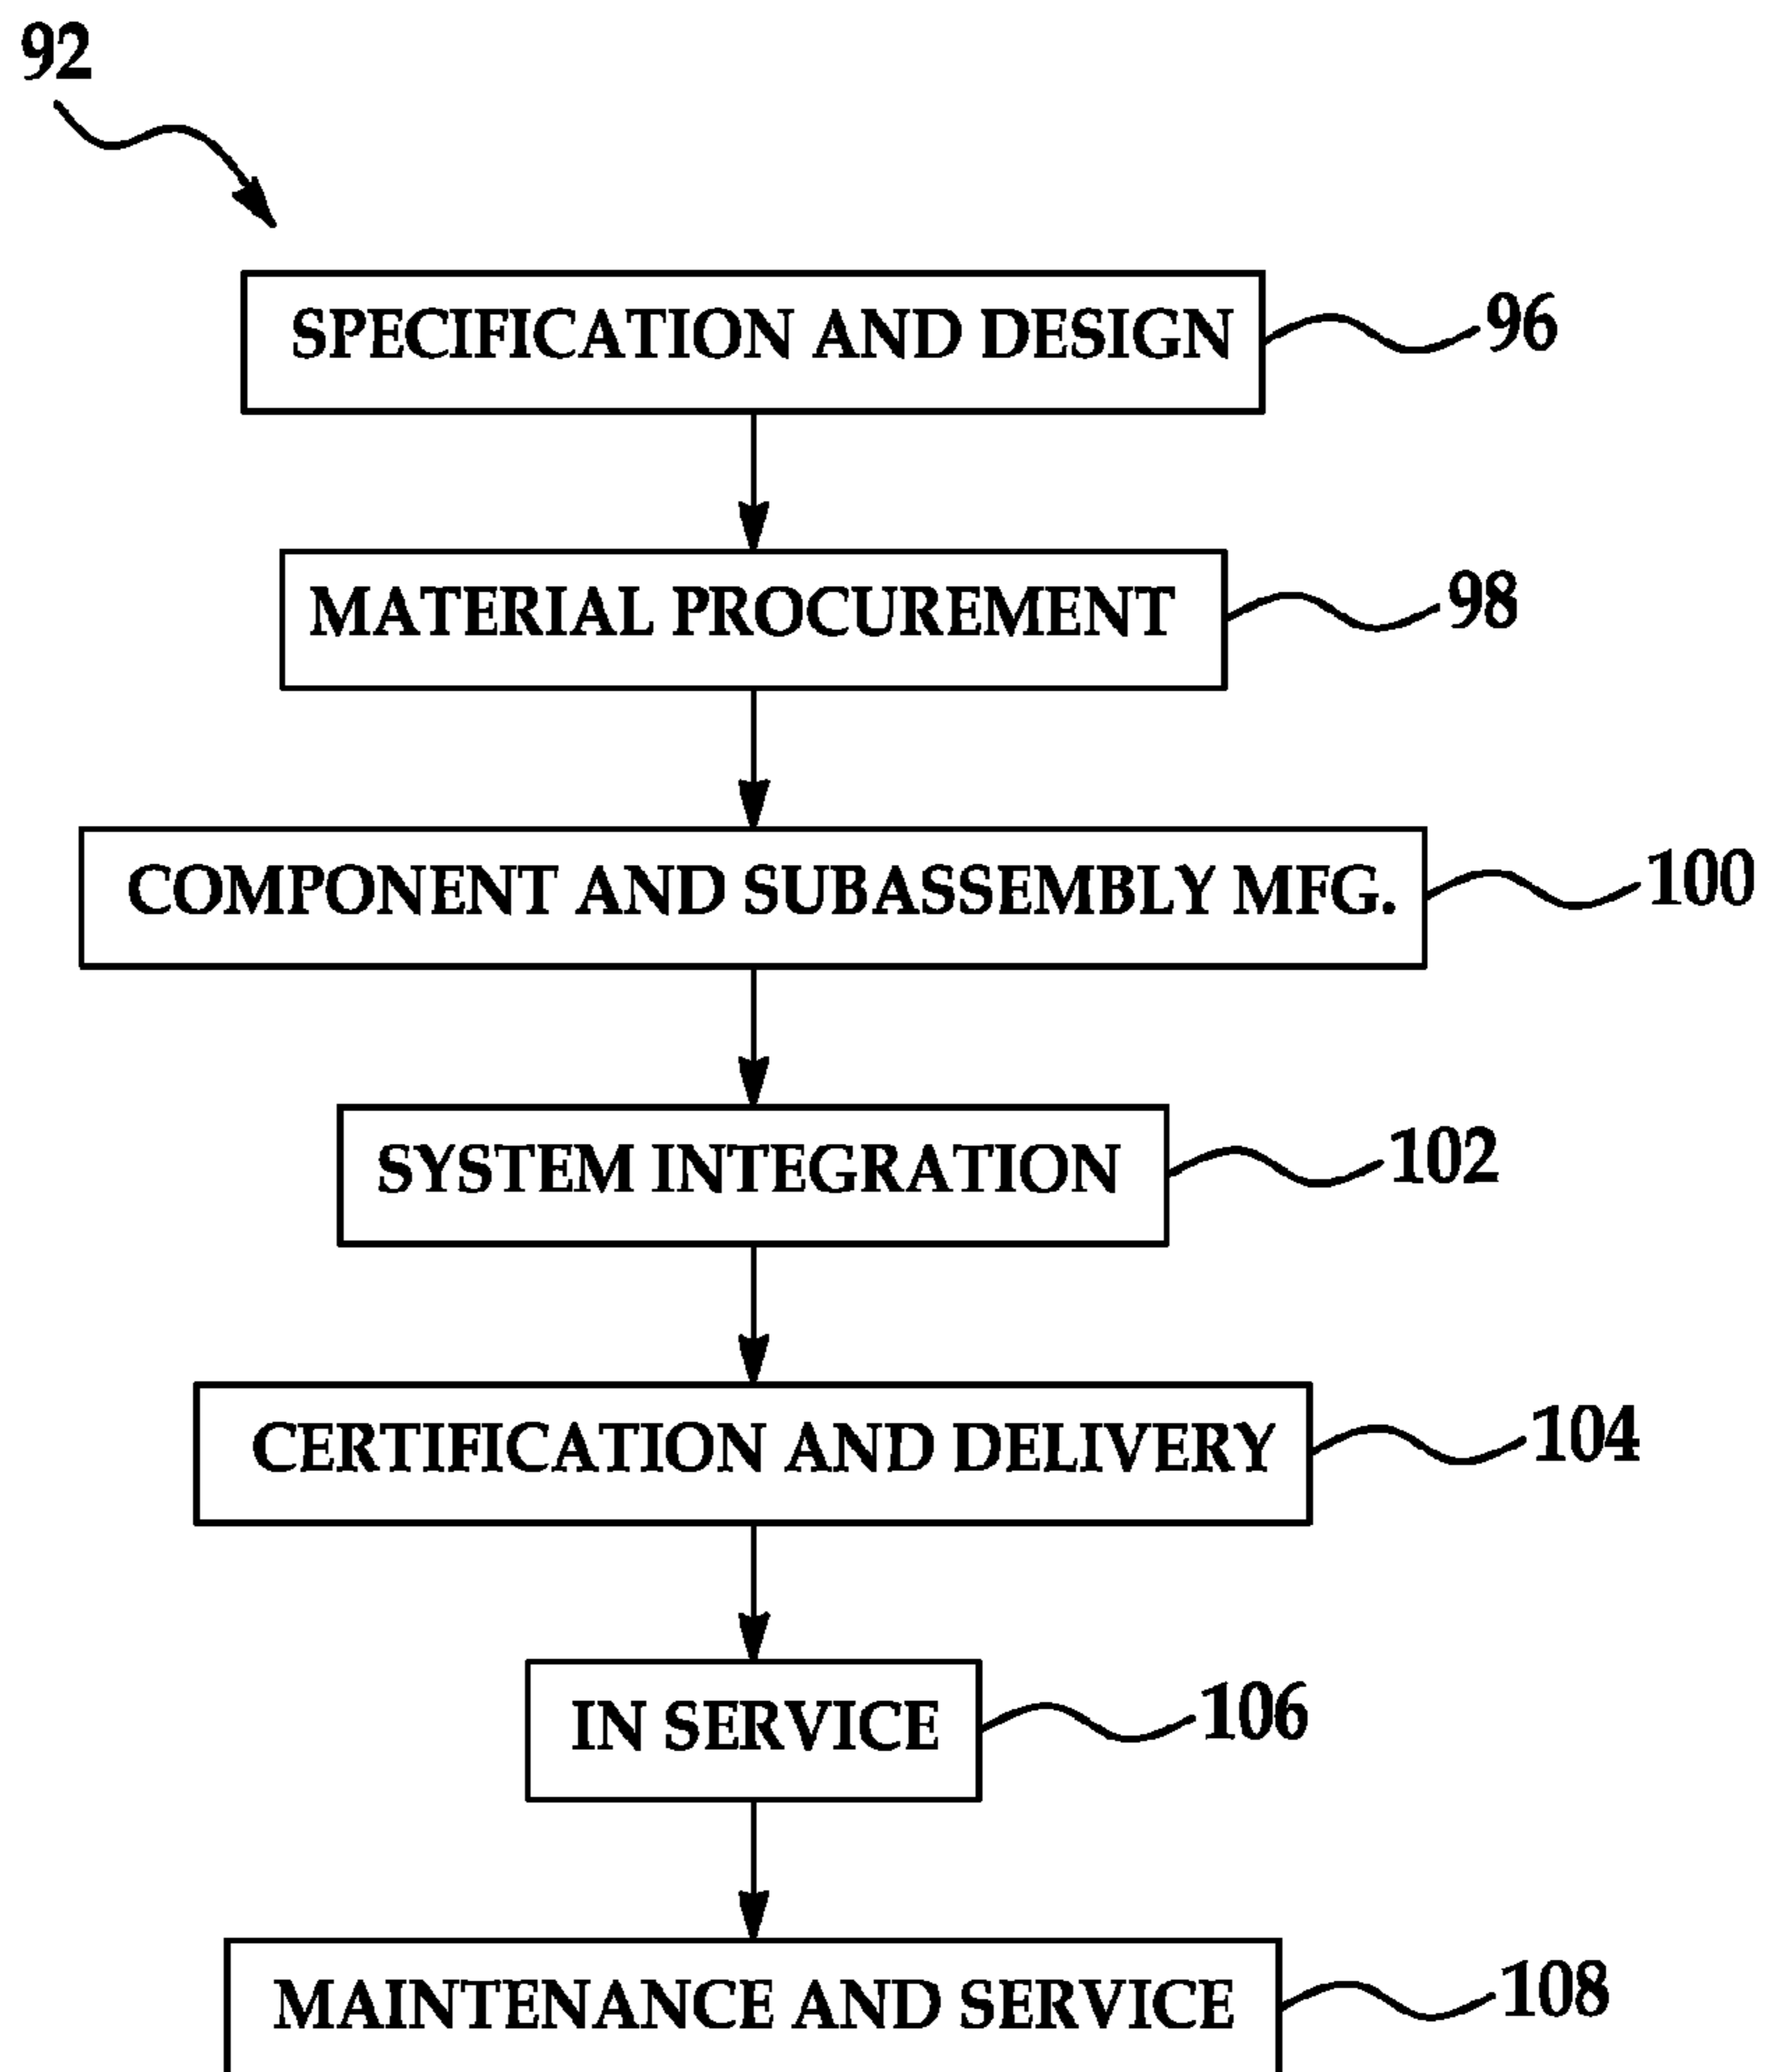 92
SPECIFICATION AND DESIGN 96
MATERIAL PROCUREMENT 98
COMPONENT AND SUBASSEMBLY MFG. 100
SYSTEM INTEGRATION 102
CERTIFICATION AND DELIVERY 104
IN SERVICE 106
MAINTENANCE AND SERVICE 108